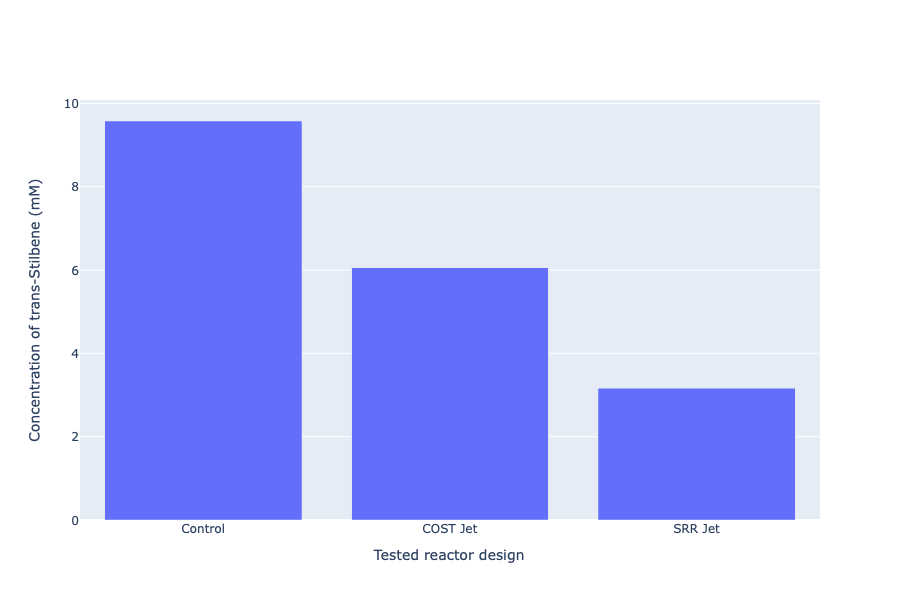 Concentration of trans-Stilbene (mM)
10
8
6
4
2
0
Control COST Jet SRR Jet
Tested reactor design